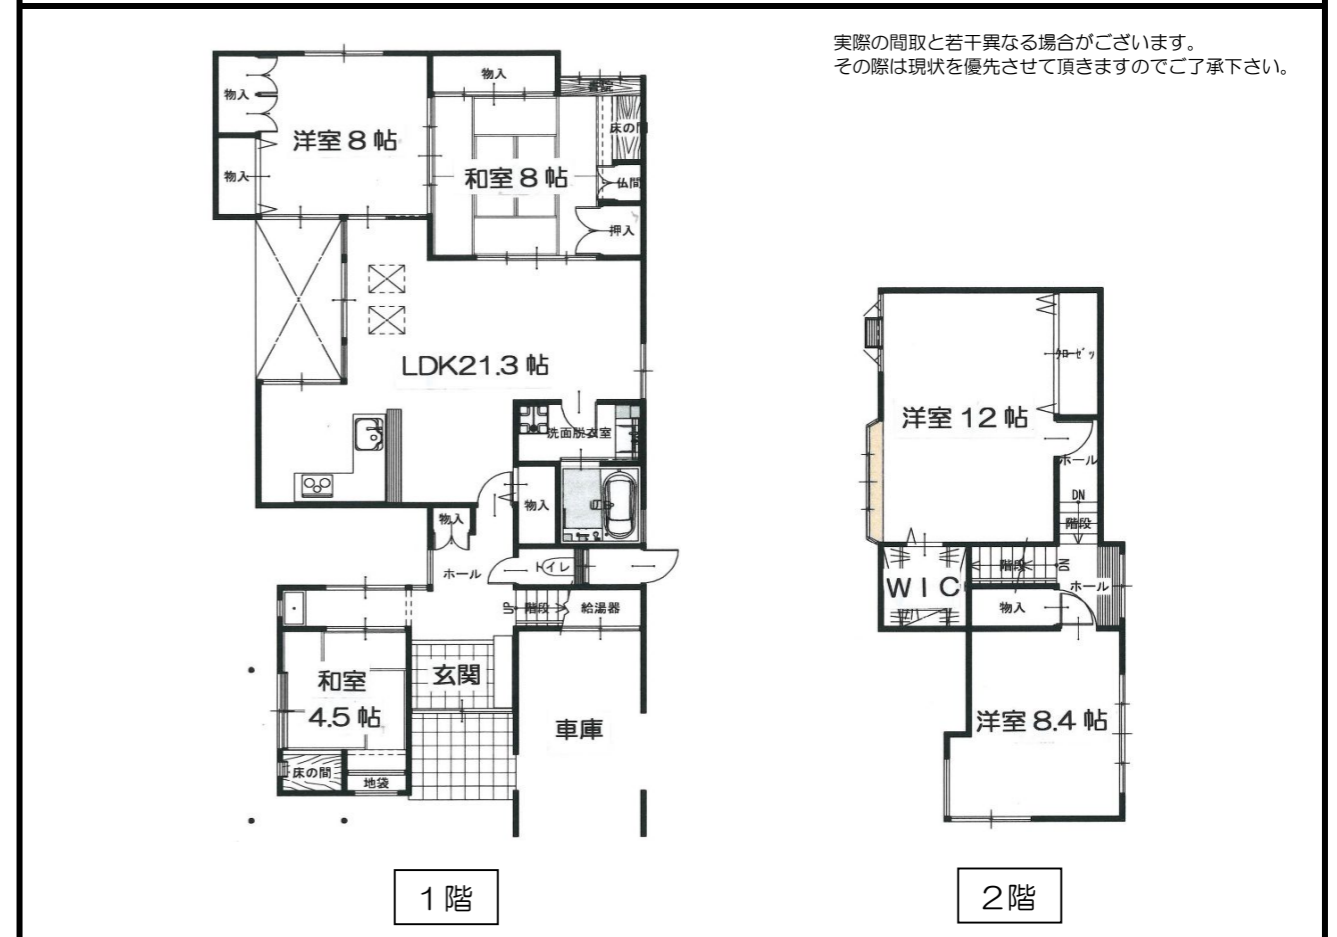 実際の間取と若干異なる場合がございます。
その際は現状を優先させて頂きますのでご了承下さい。
物入
物入
書院
床の間
洋室8帖
和室8帖
物入
仏間
押入
LDK21.3帖
洗面脱衣室
物入
物入
ホール
トイレ
UP
階段
給湯器
和室
4.5帖
玄関
車庫
床の間
地袋
1階
クローゼッ
洋室12帖
ホール
DN
階段
階段
DN
WIC
ホール
物入
洋室8.4帖
2階